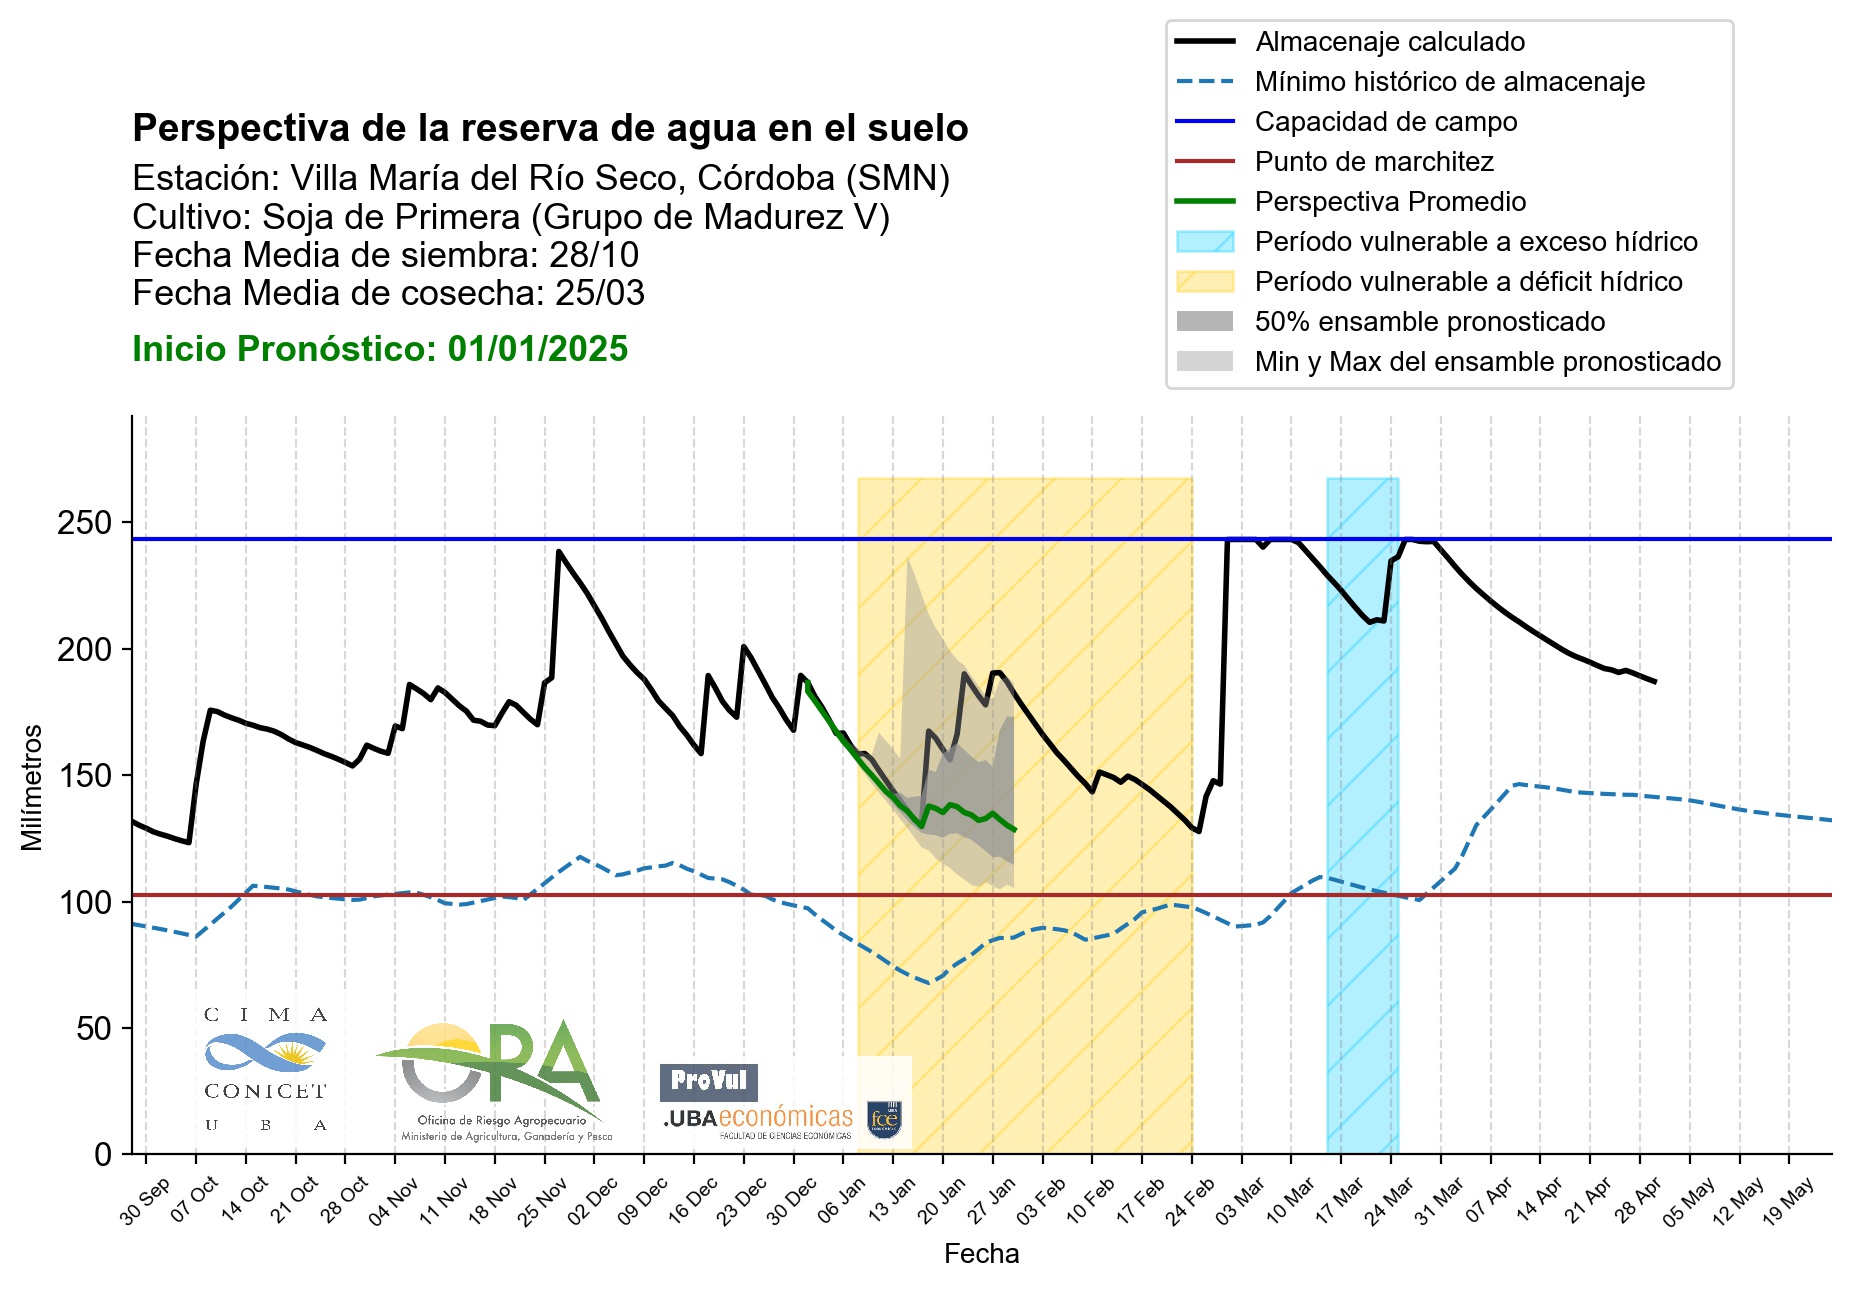 Almacenaje calculado
Mínimo histórico de almacenaje
Capacidad de campo
Punto de marchitez
Perspectiva Promedio
Período vulnerable a exceso hídrico
Período vulnerable a déficit hídrico
50% ensamble pronosticado
Min y Max del ensamble pronosticado
Perspectiva de la reserva de agua en el suelo
Estación: Villa María del Río Seco, Córdoba (SMN)
Cultivo: Soja de Primera (Grupo de Madurez V)
Fecha Media de siembra: 28/10
Fecha Media de cosecha: 25/03
Inicio Pronóstico: 01/01/2025
250
200
150
100
50
0
Milímetros
CIMA
CONICET
UBA
ORA
Oficina de Riesgo Agropecuario
Ministerio de Agricultura, Ganadería y Pesca
ProVul
.UBAeconómicas
FACULTAD DE CIENCIAS ECONÓMICAS
fce
30 Sep
07 Oct
14 Oct
21 Oct
28 Oct
04 Nov
11 Nov
18 Nov
25 Nov
02 Dec
09 Dec
16 Dec
23 Dec
30 Dec
06 Jan
13 Jan
20 Jan
27 Jan
03 Feb
10 Feb
17 Feb
24 Feb
03 Mar
10 Mar
17 Mar
24 Mar
31 Mar
07 Apr
14 Apr
21 Apr
28 Apr
05 May
12 May
19 May
Fecha